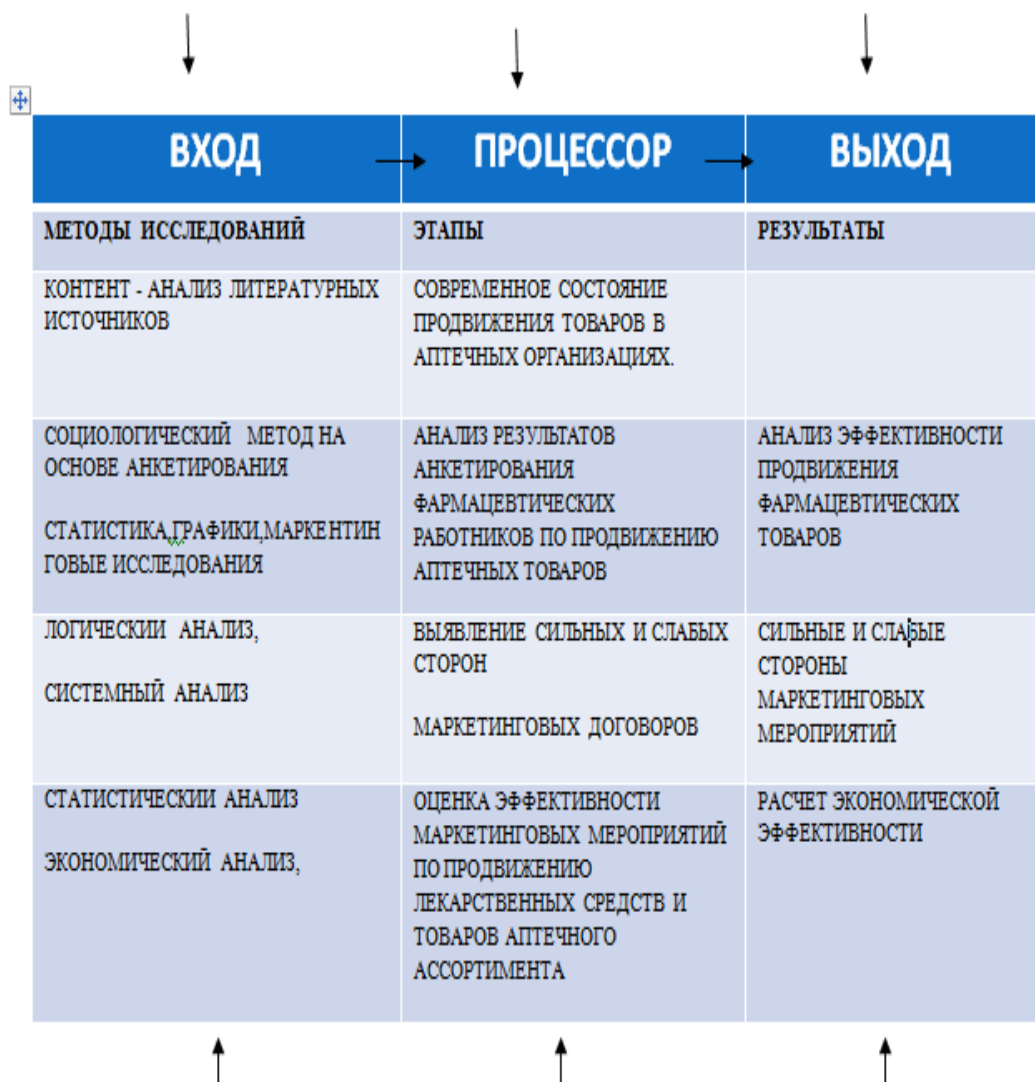 ВХОД
ПРОЦЕССОР
ВЫХОД
МЕТОДЫ ИССЛЕДОВАНИЙ
ЭТАПЫ
РЕЗУЛЬТАТЫ
КОНТЕНТ - АНАЛИЗ ЛИТЕРАТУРНЫХ
ИСТОЧНИКОВ
СОВРЕМЕННОЕ СОСТОЯНИЕ
ПРОДВИЖЕНИЯ ТОВАРОВ В
АПТЕЧНЫХ ОРГАНИЗАЦИЯХ.
СОЦИОЛОГИЧЕСКИЙ МЕТОД НА
ОСНОВЕ АНКЕТИРОВАНИЯ
СТАТИСТИКА,ГРАФИКИ,МАРКЕНТИН
ГОВЫЕ ИССЛЕДОВАНИЯ
АНАЛИЗ РЕЗУЛЬТАТОВ
АНКЕТИРОВАНИЯ
ФАРМАЦЕВТИЧЕСКИХ
РАБОТНИКОВ ПО ПРОДВИЖЕНИЮ
АПТЕЧНЫХ ТОВАРОВ
АНАЛИЗ ЭФФЕКТИВНОСТИ
ПРОДВИЖЕНИЯ
ФАРМАЦЕВТИЧЕСКИХ
ТОВАРОВ
ЛОГИЧЕСКИИ АНАЛИЗ,
СИСТЕМНЫЙ АНАЛИЗ
ВЫЯВЛЕНИЕ СИЛЬНЫХ И СЛАБЫХ
СТОРОН
МАРКЕТИНГОВЫХ ДОГОВОРОВ
СИЛЬНЫЕ И СЛАБЫЕ
СТОРОНЫ
МАРКЕТИНГОВЫХ
МЕРОПРИЯТИЙ
СТАТИСТИЧЕСКИИ АНАЛИЗ
ЭКОНОМИЧЕСКИЙ АНАЛИЗ,
ОЦЕНКА ЭФФЕКТИВНОСТИ
МАРКЕТИНГОВЫХ МЕРОПРИЯТИЙ
ПО ПРОДВИЖЕНИЮ
ЛЕКАРСТВЕННЫХ СРЕДСТВ И
ТОВАРОВ АПТЕЧНОГО
АССОРТИМЕНТА
РАСЧЕТ ЭКОНОМИЧЕСКОЙ
ЭФФЕКТИВНОСТИ